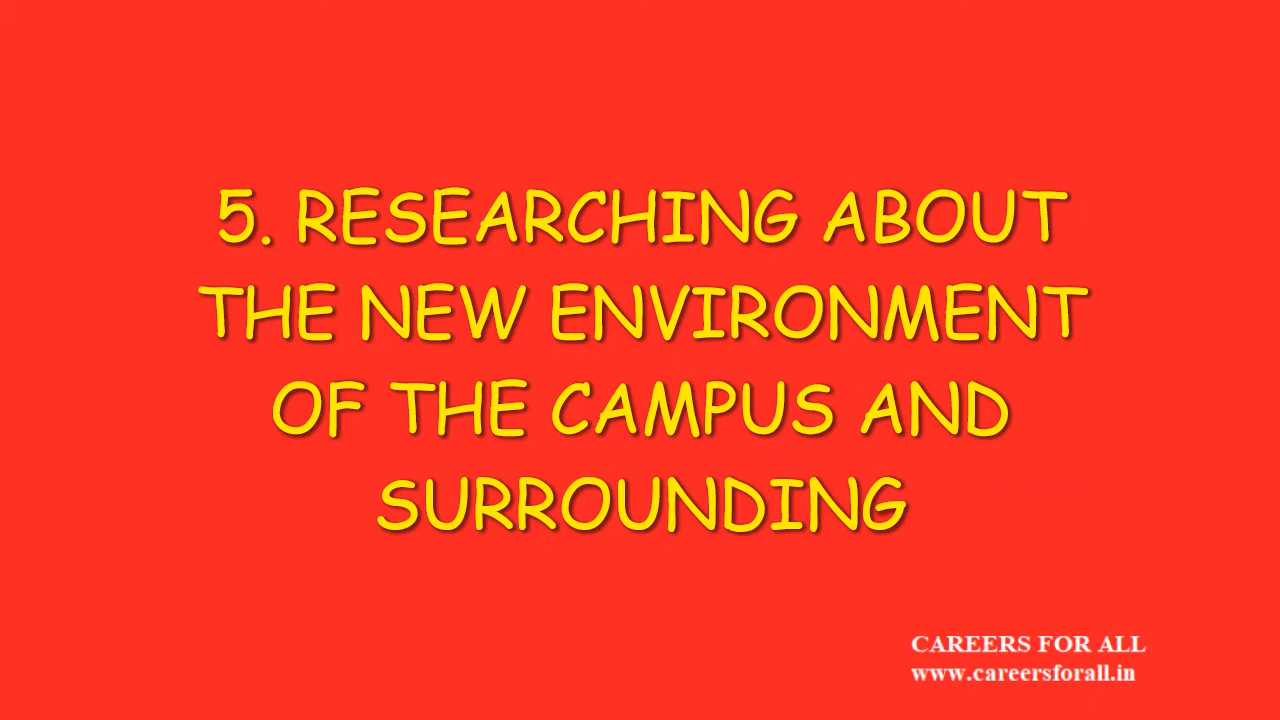 5. RESEARCHING ABOUT
THE NEW ENVIRONMENT
OF THE CAMPUS AND
SURROUNDING
CAREERS FOR ALL
www.careersforall.in